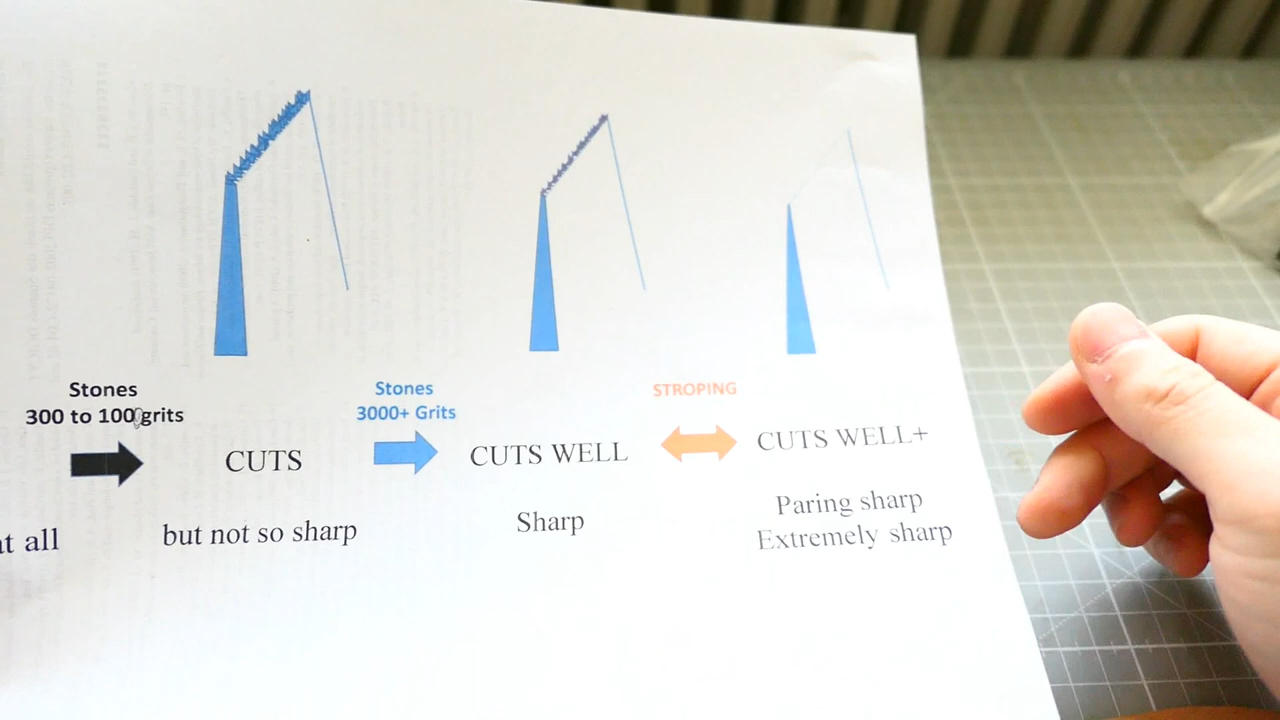 Stones
300 to 1000 grits
Stones
3000+ Grits
STROPING
CUTS
CUTS WELL
CUTS WELL+
at all
but not so sharp
Sharp
Paring sharp
Extremely sharp